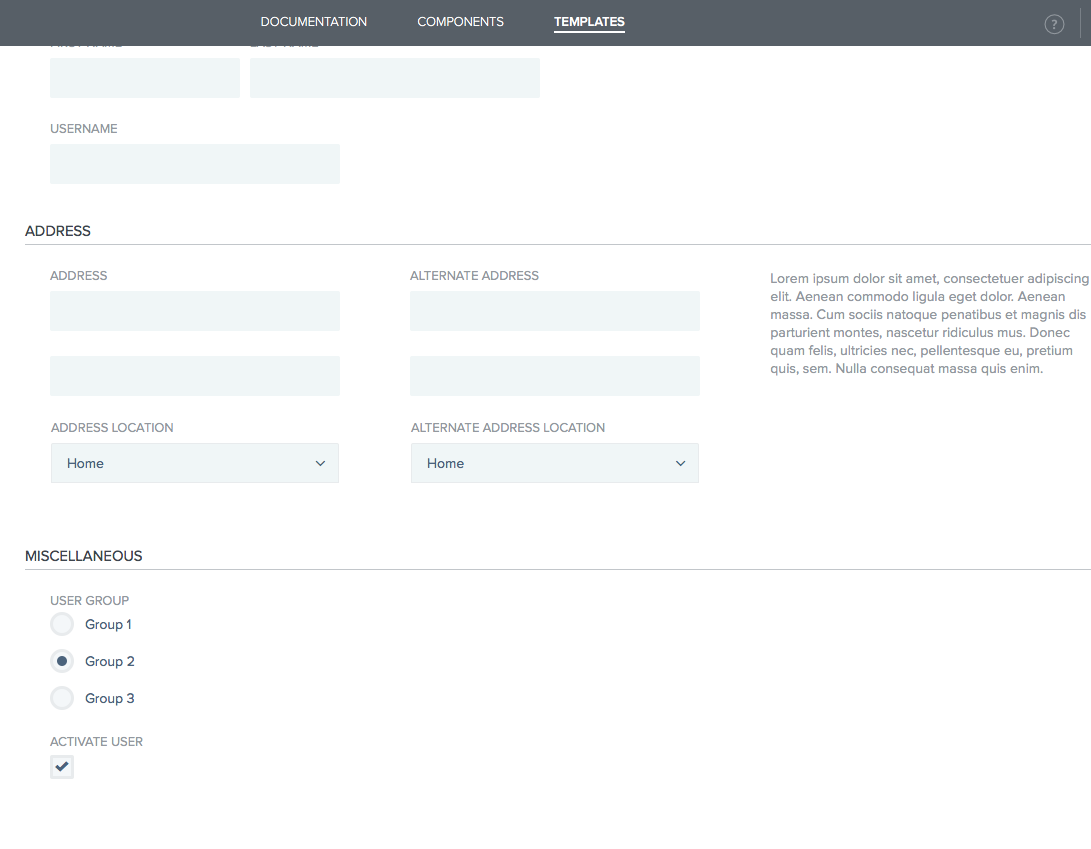 DOCUMENTATION COMPONENTS TEMPLATES ?
USERNAME
ADDRESS
ADDRESS ALTERNATE ADDRESS
Lorem ipsum dolor sit amet, consectetuer adipiscing
elit. Aenean commodo ligula eget dolor. Aenean
massa. Cum sociis natoque penatibus et magnis dis
parturient montes, nascetur ridiculus mus. Donec
quam felis, ultricies nec, pellentesque eu, pretium
quis, sem. Nulla consequat massa quis enim.
ADDRESS LOCATION ALTERNATE ADDRESS LOCATION
Home Home
MISCELLANEOUS
USER GROUP
Group 1
Group 2
Group 3
ACTIVATE USER